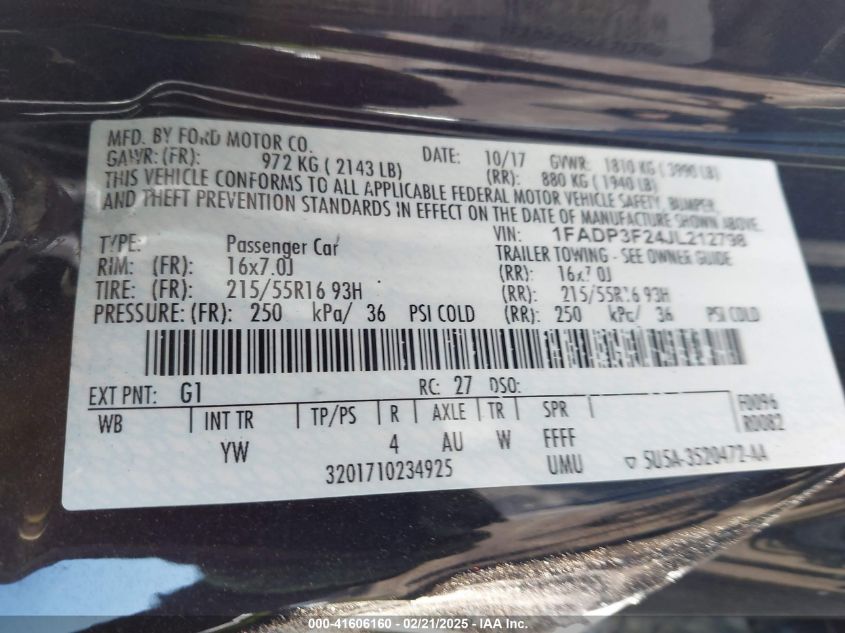 MFD. BY FORD MOTOR CO. DATE: 10/17 GVWR: 1810 KG ( 3990 LB)
GAWR: (FR): 972 KG ( 2143 LB) (RR): 880 KG ( 1940 LB)
THIS VEHICLE CONFORMS TO ALL APPLICABLE FEDERAL MOTOR VEHICLE SAFETY, BUMPER,
AND THEFT PREVENTION STANDARDS IN EFFECT ON THE DATE OF MANUFACTURE SHOWN ABOVE.
VIN: 1FADP3F24JL212798
TYPE: Passenger Car TRAILER TOWING - SEE OWNER GUIDE
RIM: (FR): 16x7.0J (RR): 16x7.0J
TIRE: (FR): 215/55R16 93H (RR): 215/55R16 93H
PRESSURE: (FR): 250 kPa/ 36 PSI COLD (RR): 250 kPa/ 36 PSI COLD
EXT PNT: G1 RC: 27 DSO:
WB INT TR TP/PS R AXLE TR SPR F0096
YW 4 AU W FFFF R0082
3201710234925 UMU 5U5A-3520472-AA
000-41606160 - 02/21/2025 - © IAA Inc.